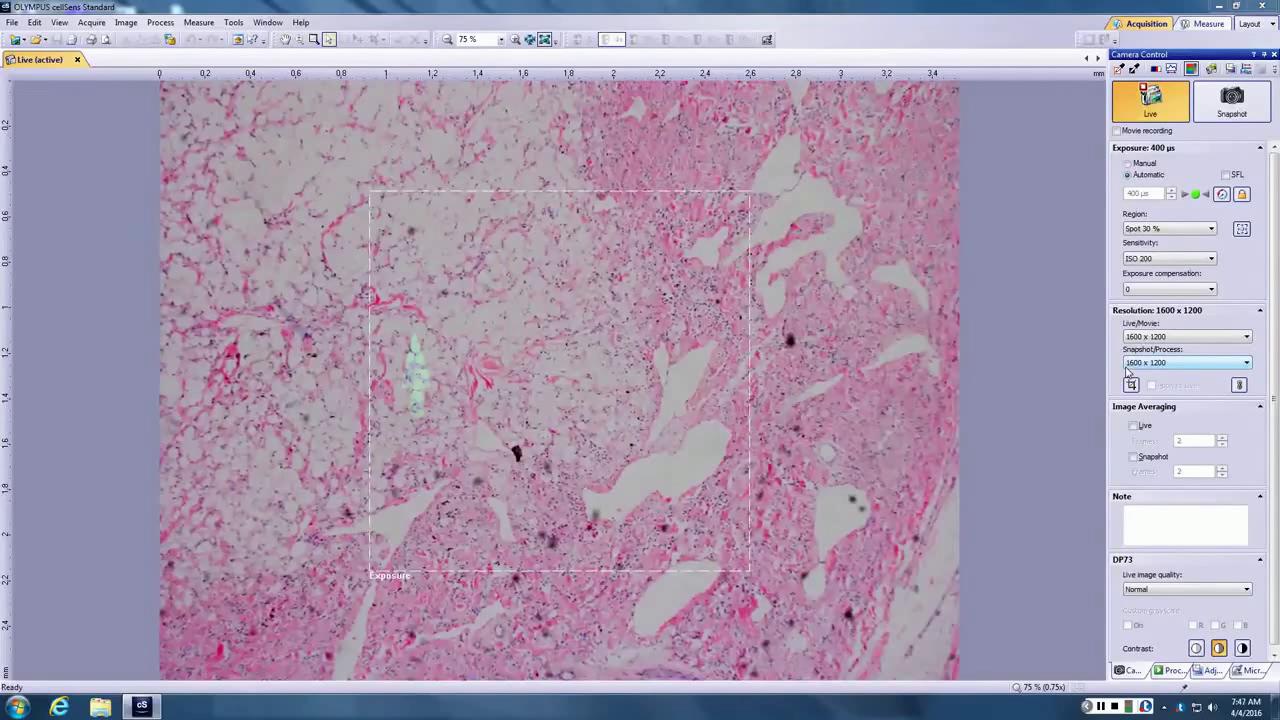 OLYMPUS cellSens Standard
File Edit View Acquire Image Process Measure Tools Window Help
Acquisition Measure Layout
75 %
Live (active)
Camera Control
0 0,2 0,4 0,6 0,8 1 1,2 1,4 1,6 1,8 2 2,2 2,4 2,6 2,8 3 3,2 3,4 mm
0,2
0,4
0,6
0,8
1
1,2
1,4
1,6
1,8
2
2,2
2,4
Live Snapshot
Movie recording
Exposure: 400 µs
Manual
Automatic SFL
400 µs
Region:
Spot 30 %
Sensitivity:
ISO 200
Exposure compensation:
0
Resolution: 1600 x 1200
Live/Movie:
1600 x 1200
Snapshot/Process:
1600 x 1200
Image Averaging
Live
Frames: 2
Snapshot
Frames: 2
Note
DP73
Live image quality:
Normal
Custom grayscale
On R G B
Contrast:
Exposure
Ca... Proc... Adj... Micr...
Ready
75 % (0.75x)
cS
7:47 AM
4/4/2016